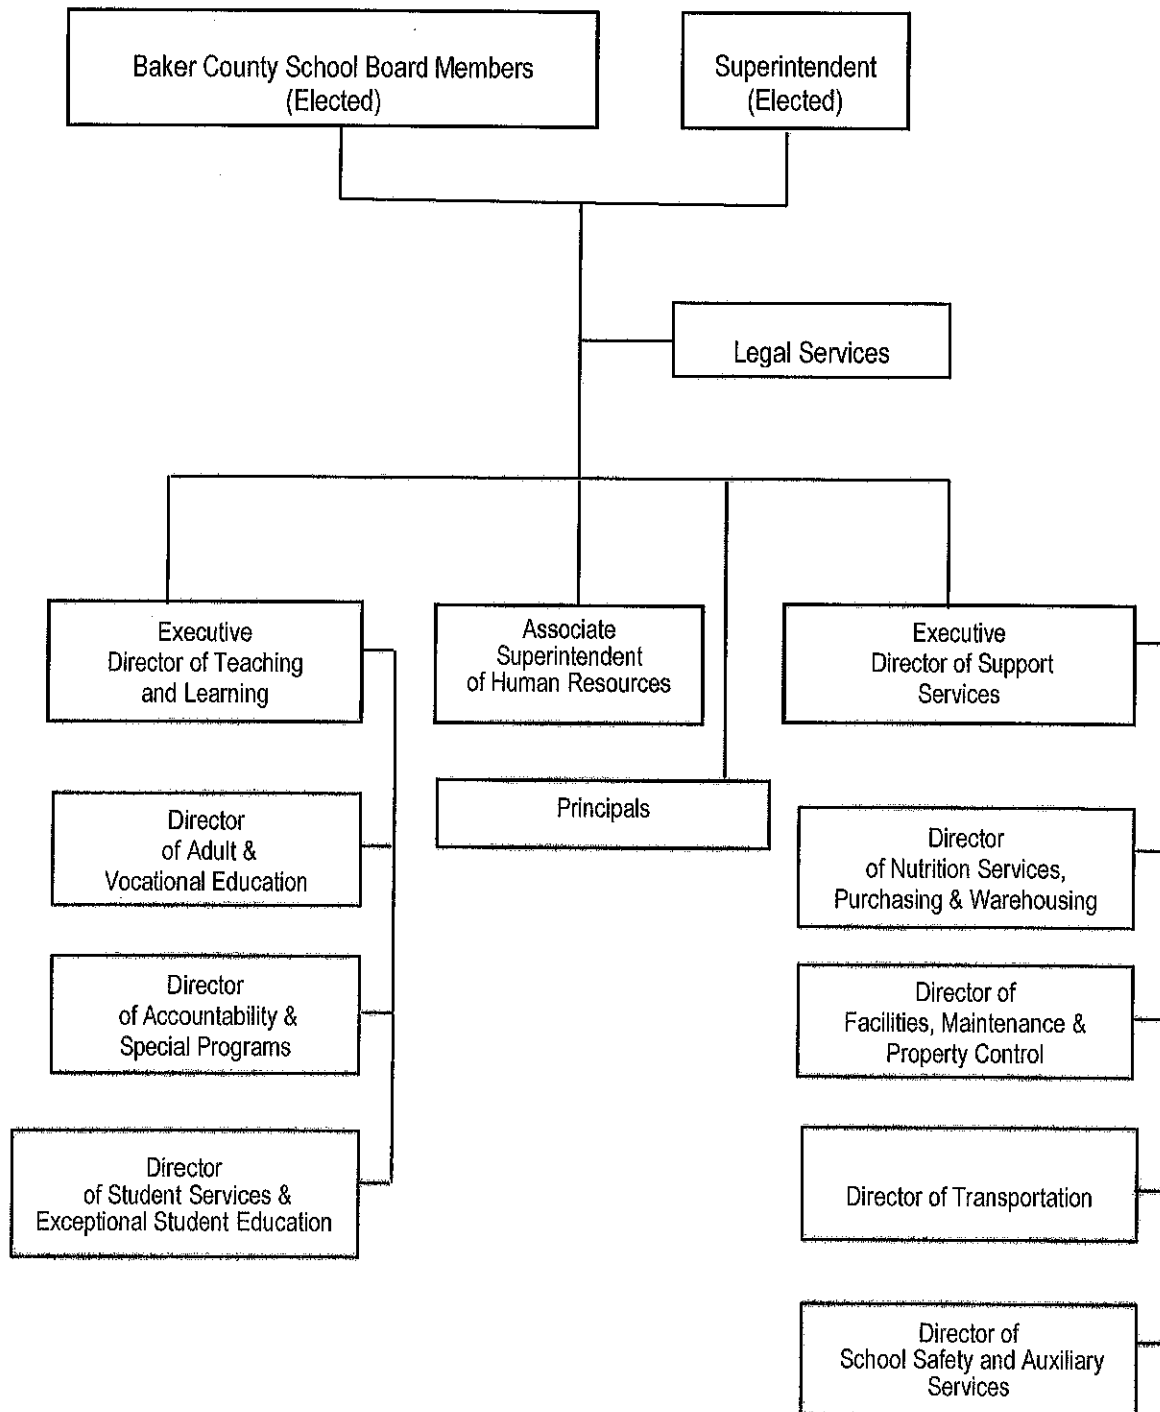 Baker County School Board Members
(Elected)
Superintendent
(Elected)
Legal Services
Executive
Director of Teaching
and Learning
Associate
Superintendent
of Human Resources
Executive
Director of Support
Services
Principals
Director
of Adult &
Vocational Education
Director
of Nutrition Services,
Purchasing & Warehousing
Director
of Accountability &
Special Programs
Director of
Facilities, Maintenance &
Property Control
Director
of Student Services &
Exceptional Student Education
Director of Transportation
Director of
School Safety and Auxiliary
Services